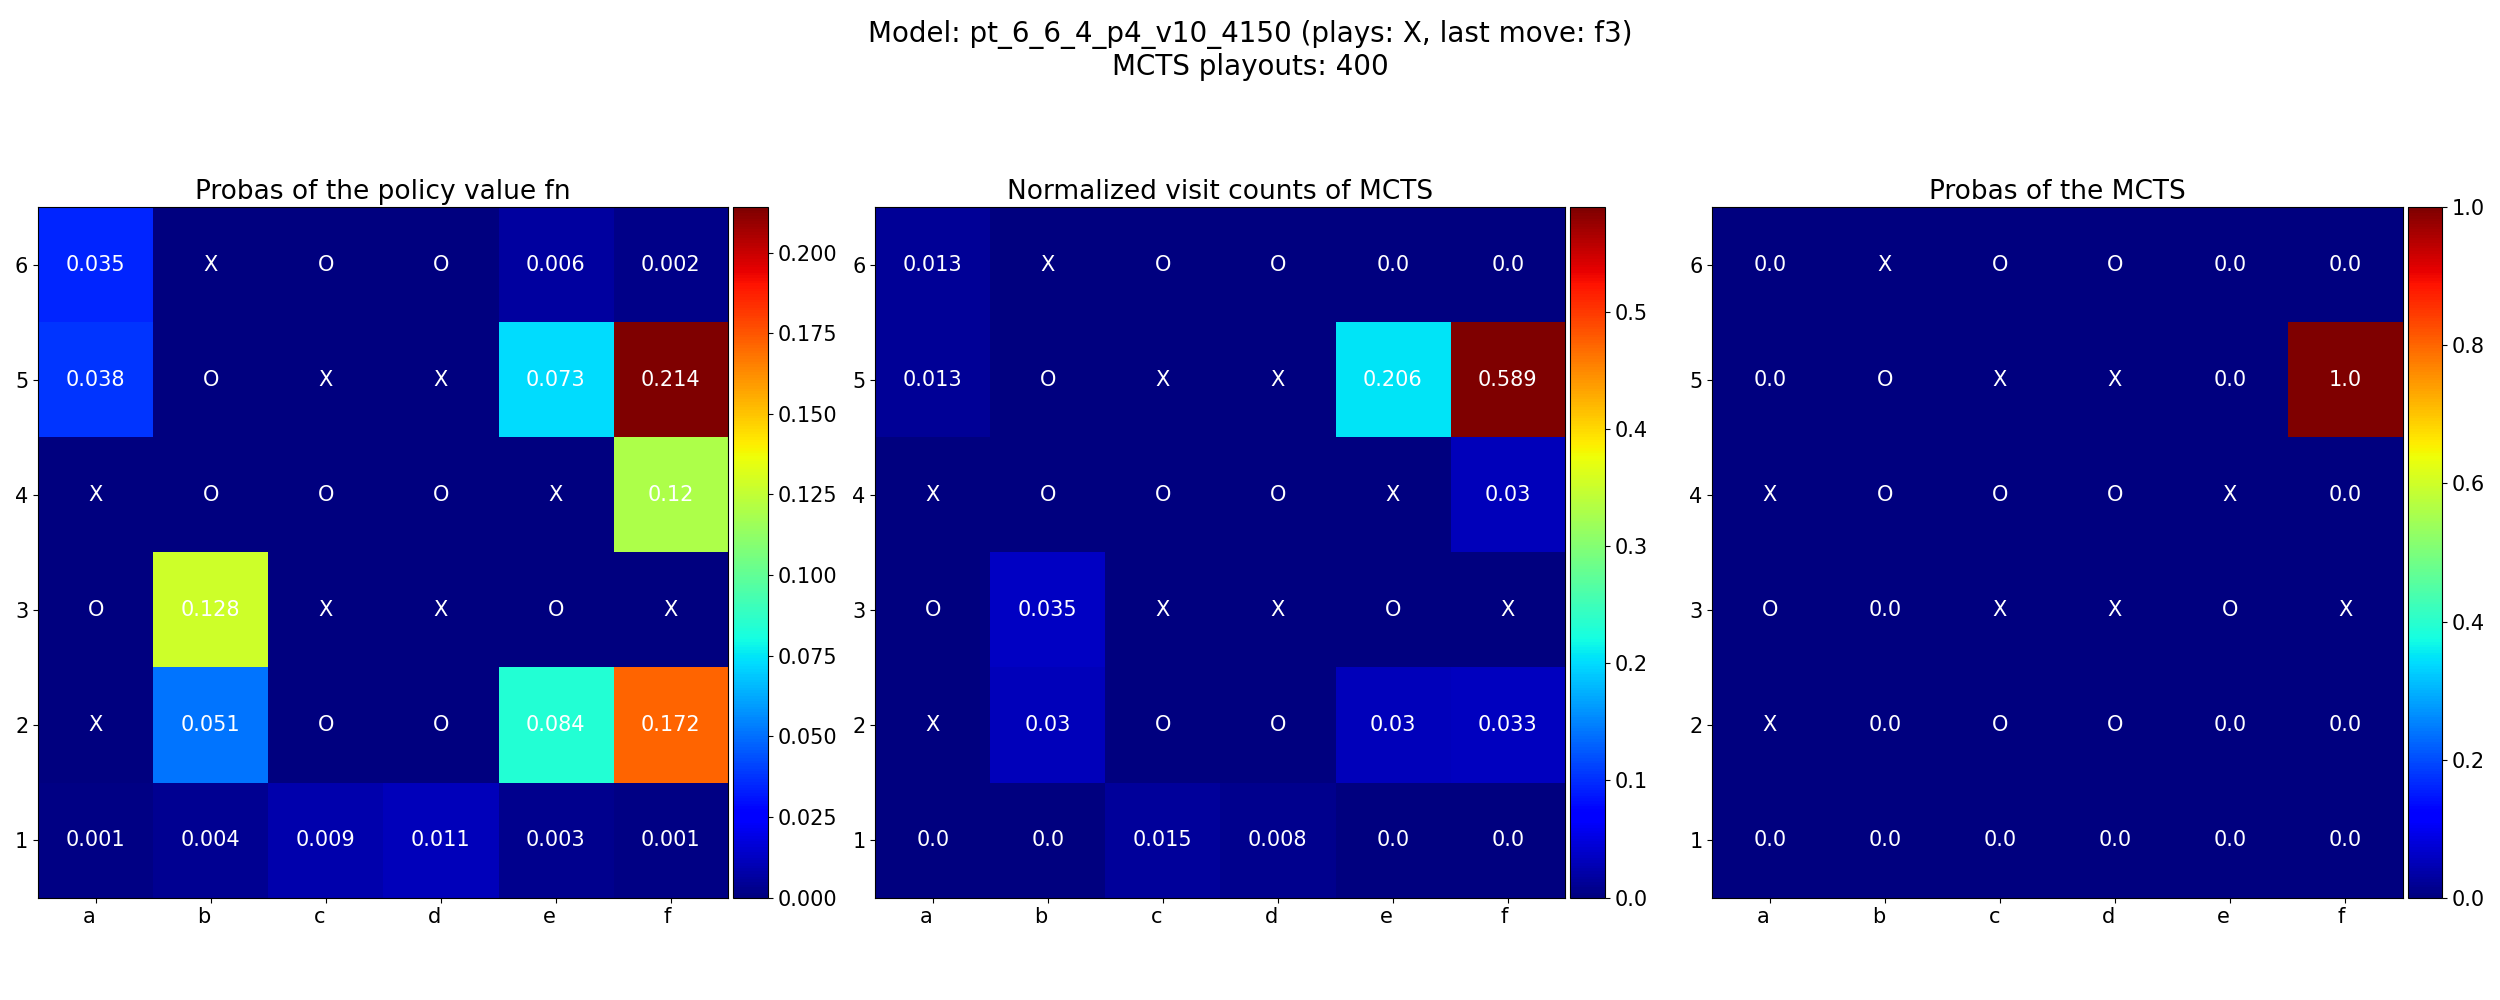 Model: pt_6_6_4_p4_v10_4150 (plays: X, last move: f3)
MCTS playouts: 400
Probas of the policy value fn
6 0.035 X O O 0.006 0.002
5 0.038 O X X 0.073 0.214
4 X O O O X 0.12
3 O 0.128 X X O X
2 X 0.051 O O 0.084 0.172
1 0.001 0.004 0.009 0.011 0.003 0.001
a b c d e f
0.200
0.175
0.150
0.125
0.100
0.075
0.050
0.025
0.000
Normalized visit counts of MCTS
6 0.013 X O O 0.0 0.0
5 0.013 O X X 0.206 0.589
4 X O O O X 0.03
3 O 0.035 X X O X
2 X 0.03 O O 0.03 0.033
1 0.0 0.0 0.015 0.008 0.0 0.0
a b c d e f
0.5
0.4
0.3
0.2
0.1
0.0
Probas of the MCTS
6 0.0 X O O 0.0 0.0
5 0.0 O X X 0.0 1.0
4 X O O O X 0.0
3 O 0.0 X X O X
2 X 0.0 O O 0.0 0.0
1 0.0 0.0 0.0 0.0 0.0 0.0
a b c d e f
1.0
0.8
0.6
0.4
0.2
0.0